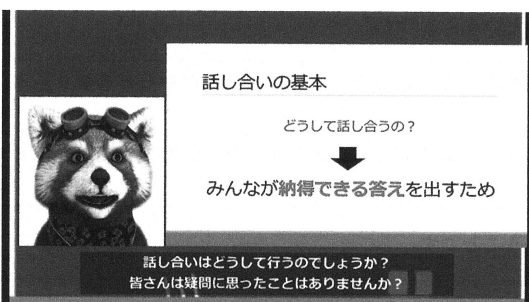 話し合いの基本
どうして話し合うの？
みんなが納得できる答えを出すため
話し合いはどうして行うのでしょうか？
皆さんは疑問に思ったことはありませんか？